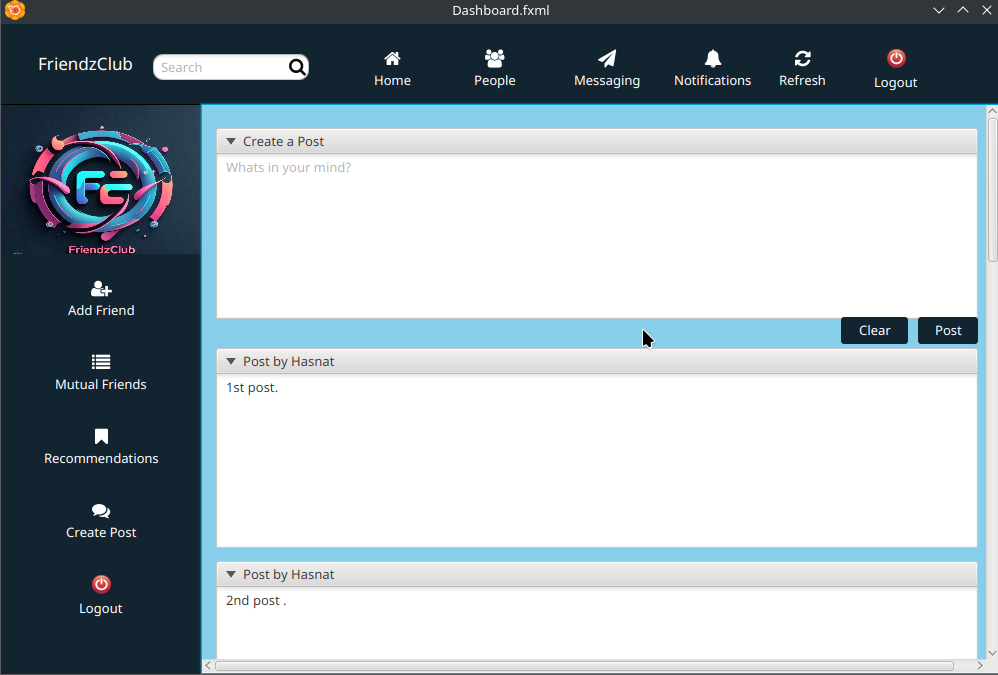 Dashboard.fxml
FriendzClub
Search
Home
People
Messaging
Notifications
Refresh
Logout
FE
FriendzClub
Add Friend
Mutual Friends
Recommendations
Create Post
Logout
Create a Post
Whats in your mind?
Clear
Post
Post by Hasnat
1st post.
Post by Hasnat
2nd post .